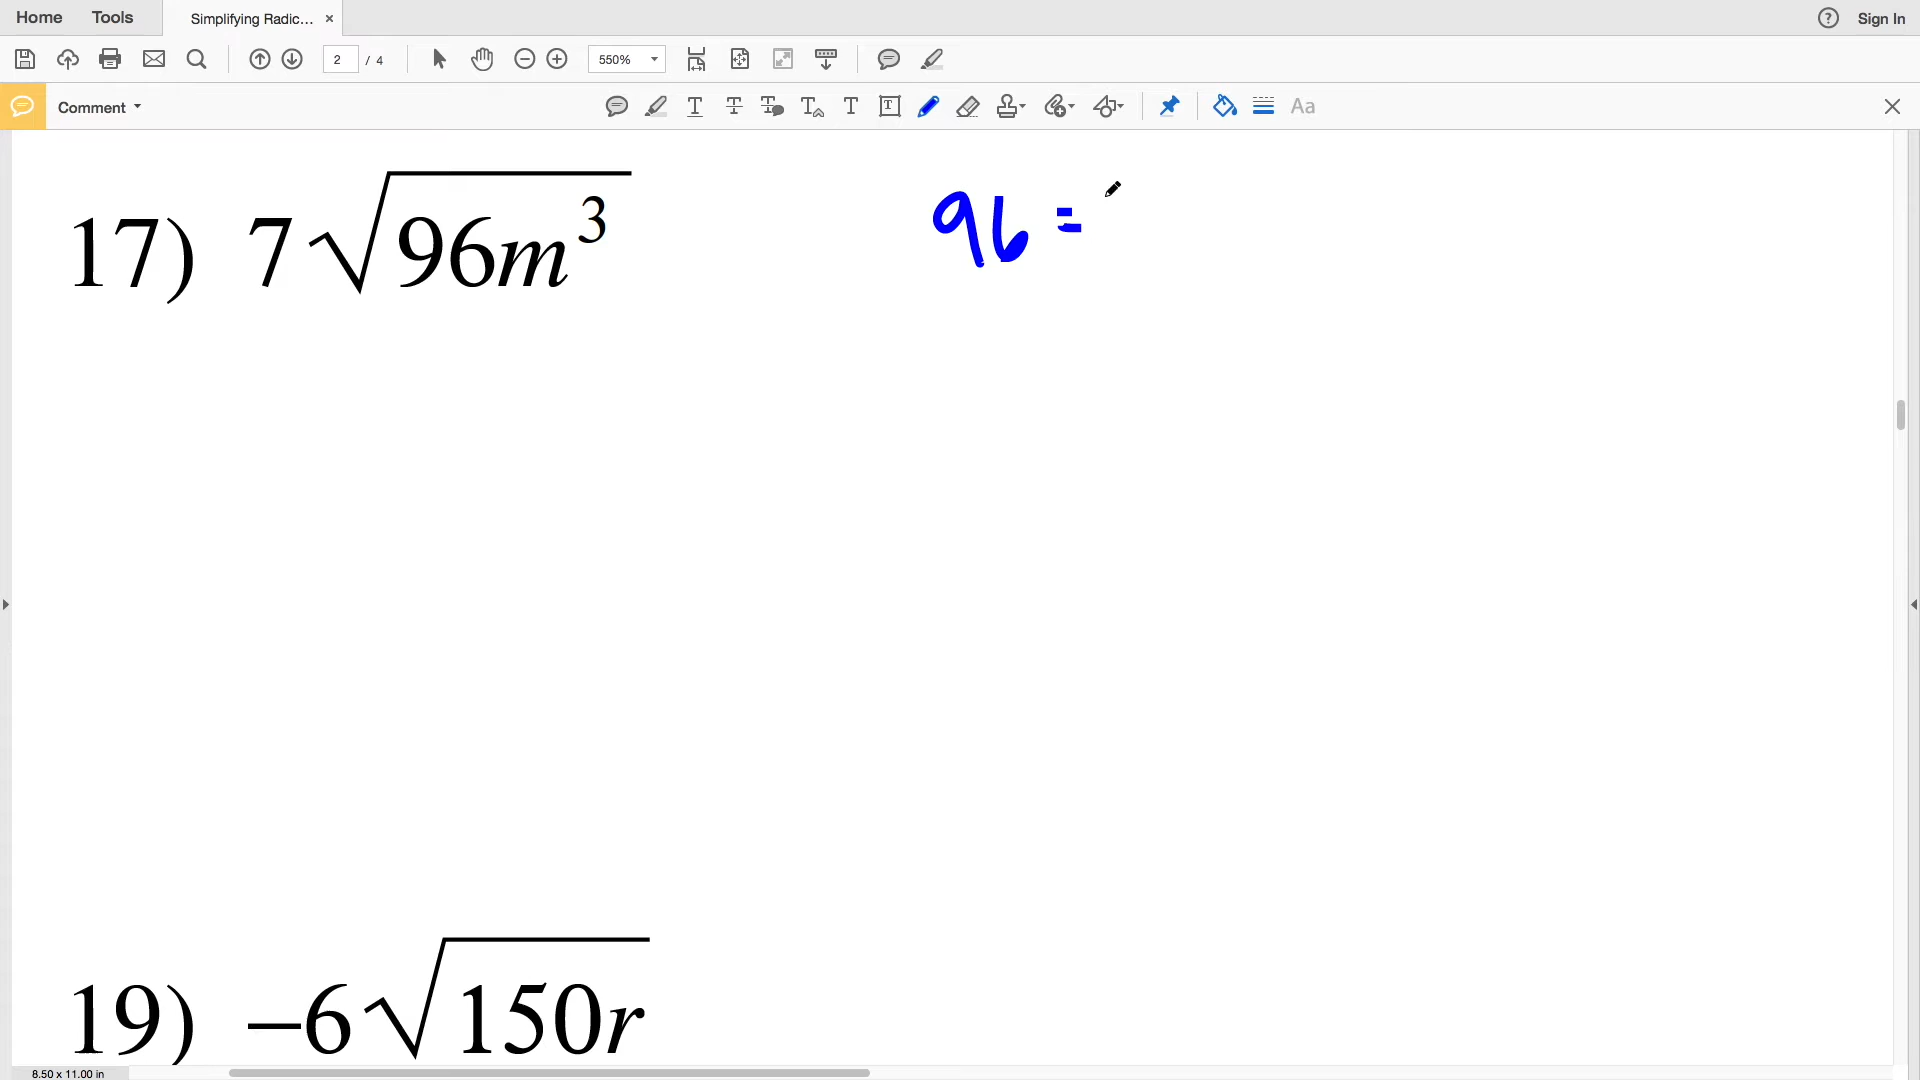 Home Tools Simplifying Radic... × Sign In
2 / 4 550%
Comment Aa
17) 7√96m³ 96 =
19) –6√150r
8.50 x 11.00 in